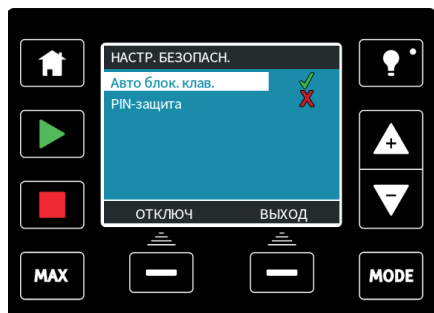 НАСТР. БЕЗОПАСН.
Авто блок. клав.
PIN-защита
ОТКЛЮЧ ВЫХОД
MAX
MODE